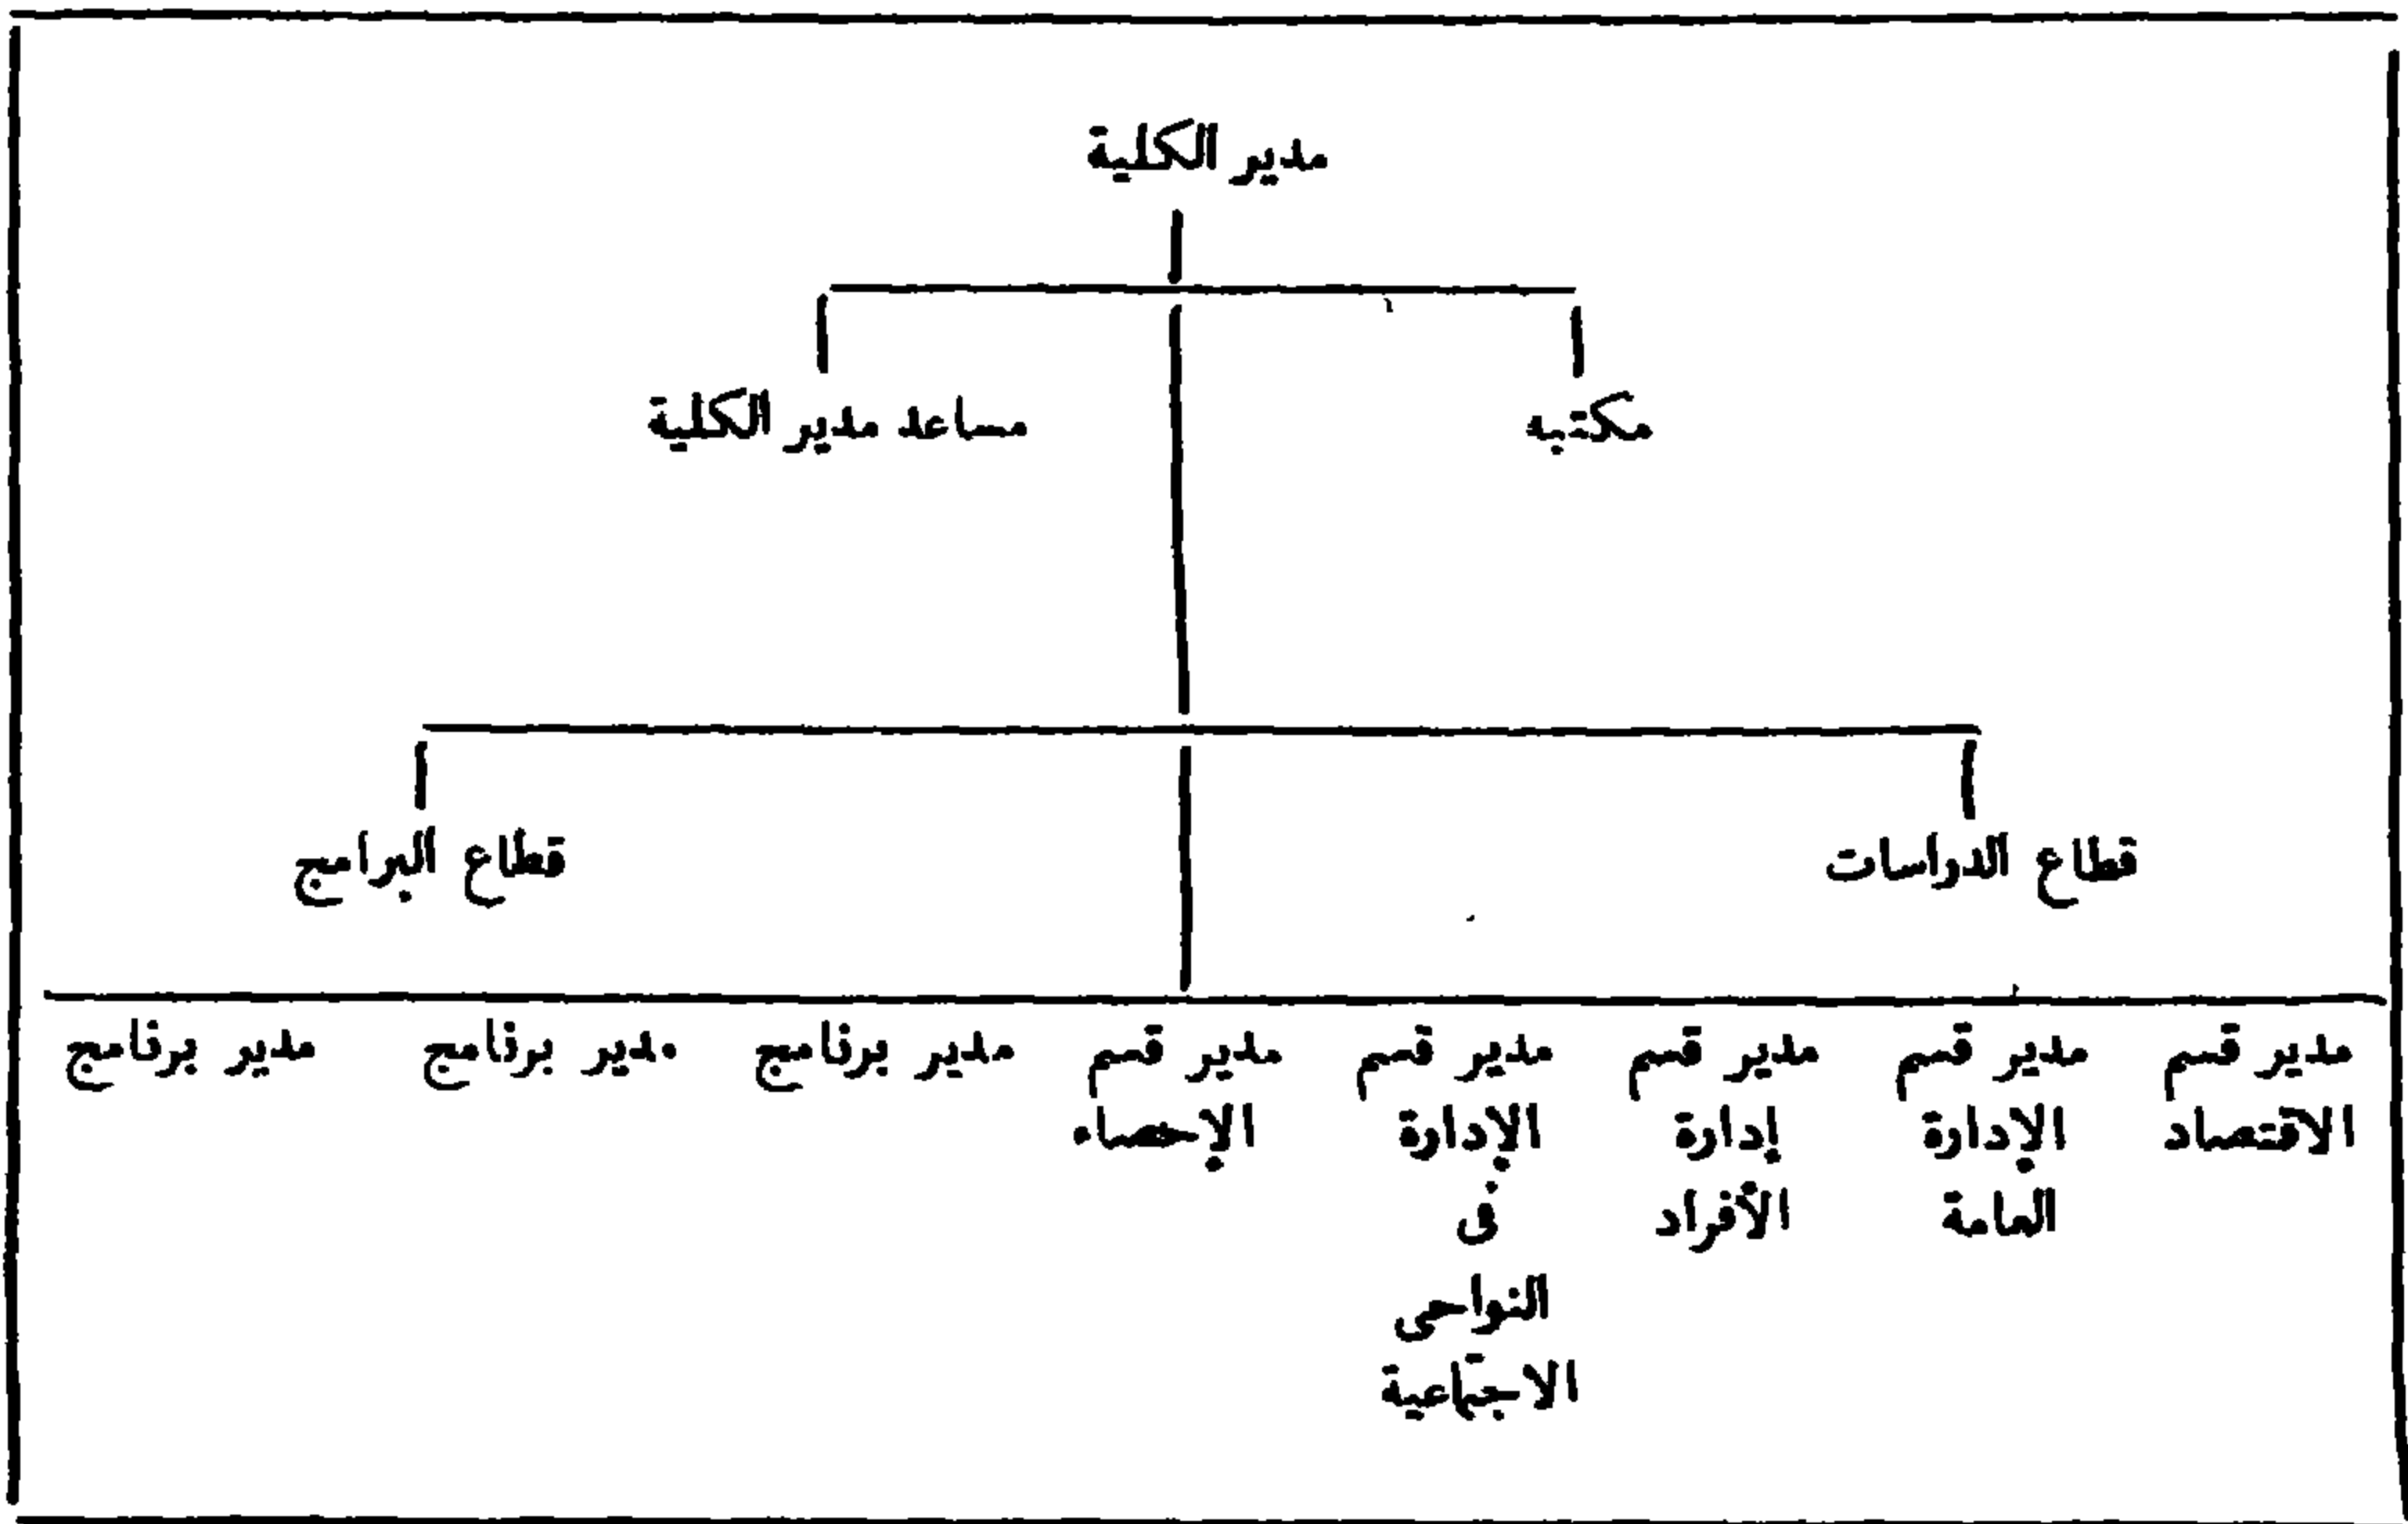 مدير الكلية
مكتبه
مساعد مدير الكلية
قطاع الدراسات
قطاع البرامج
مدير قسم
الاقتصاد
مدير قسم
الإدارة
العامة
مدير قسم
إدارة
الأفراد
مدير قسم
الإدارة
فى
النواحى
الاجتماعية
مدير قسم
الإحصاء
مدير برنامج
مدير برنامج
مدير برنامج